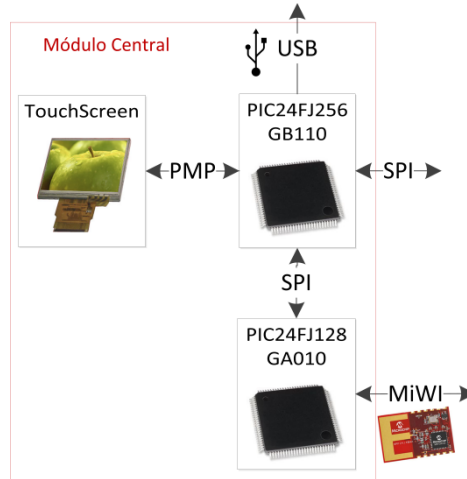 Módulo Central
USB
TouchScreen
PIC24FJ256
GB110
PMP
SPI
SPI
PIC24FJ128
GA010
MiWI